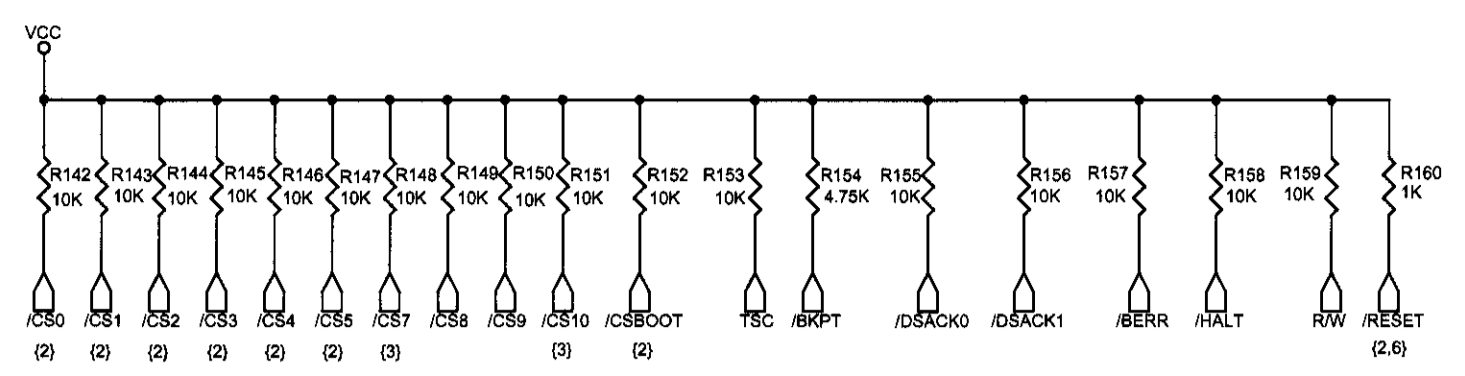 VCC
R142 R143 R144 R145 R146 R147 R148 R149 R150 R151 R152 R153 R154 R155 R156 R157 R158 R159 R160
10K 10K 10K 10K 10K 10K 10K 10K 10K 10K 10K 10K 4.75K 10K 10K 10K 10K 10K 1K
/CS0 /CS1 /CS2 /CS3 /CS4 /CS5 /CS7 /CS8 /CS9 /CS10 /CSBOOT TSC /BKPT /DSACK0 /DSACK1 /BERR /HALT R/W /RESET
{2} {2} {2} {2} {2} {2} {3} {3} {2} {2,6}